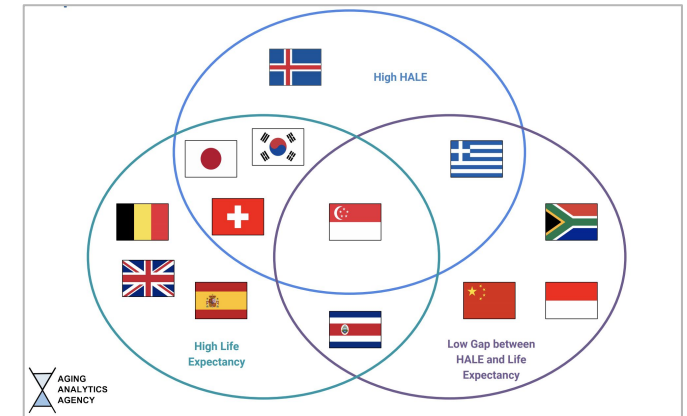 High HALE
High Life
Expectancy
Low Gap between
HALE and Life
Expectancy
AGING
ANALYTICS
AGENCY